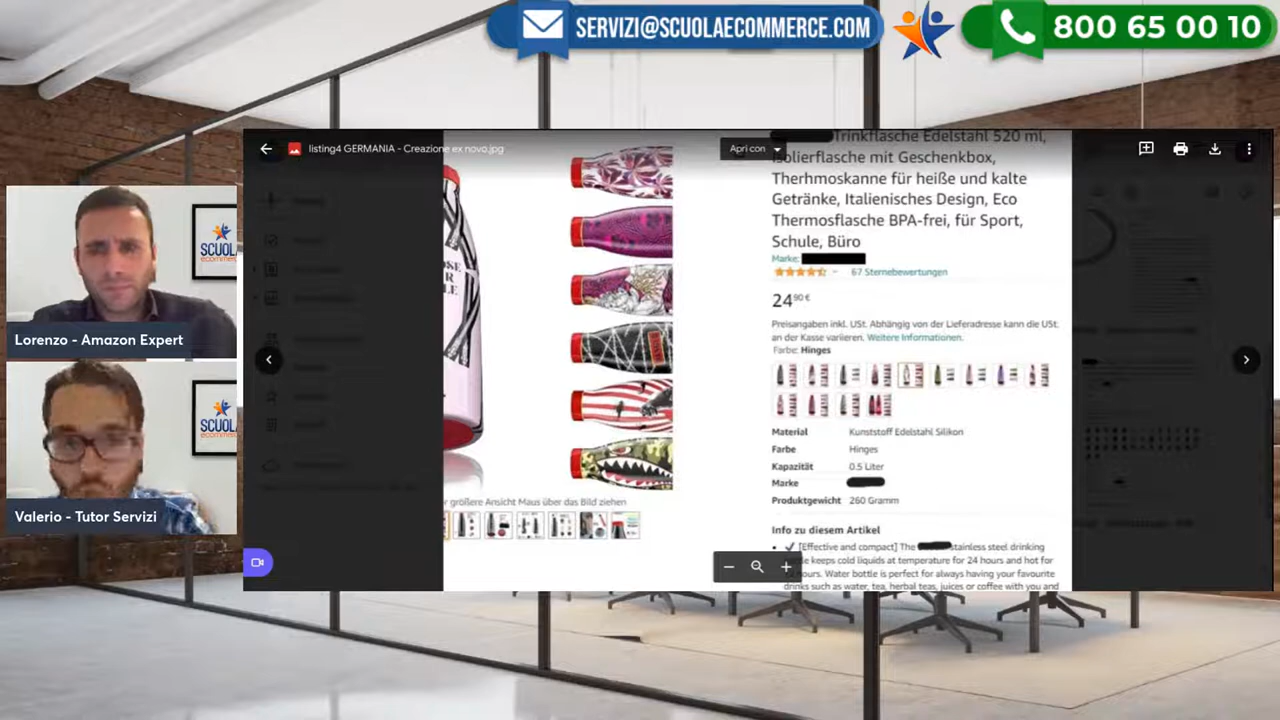 SERVIZI@SCUOLAECOMMERCE.COM
800 65 00 10
listing4 GERMANIA - Creazione ex novo.jpg
Apri con
Trinkflasche Edelstahl 520 ml,
Isolierflasche mit Geschenkbox,
Therhmoskanne für heiße und kalte
Getränke, Italienisches Design, Eco
Thermosflasche BPA-frei, für Sport,
Schule, Büro
Marke:
67 Sternebewertungen
24 90 €
Preisangaben inkl. USt. Abhängig von der Lieferadresse kann die USt.
an der Kasse variieren. Weitere Informationen.
Farbe: Hinges
Material Kunststoff Edelstahl Silikon
Farbe Hinges
Kapazität 0.5 Liter
Marke
Produktgewicht 260 Gramm
Info zu diesem Artikel
• ✓ [Effective and compact] The stainless steel drinking
keeps cold liquids at temperature for 24 hours and hot for
hours. Water bottle is perfect for always having your favourite
drinks such as water, tea, herbal teas, juices or coffee with you and
größere Ansicht Maus über das Bild ziehen
SCUOL
ecommerc
Lorenzo - Amazon Expert
SCUOL
ecommerc
Valerio - Tutor Servizi